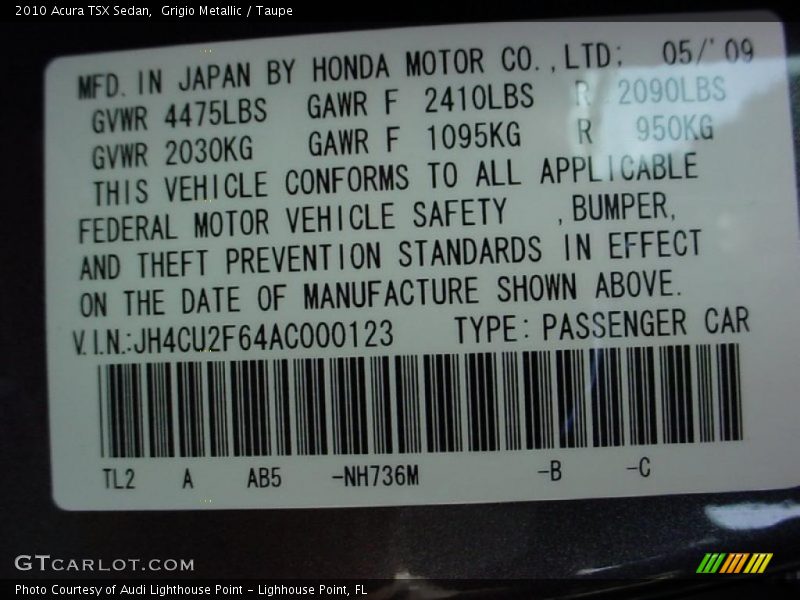 2010 Acura TSX Sedan,  Grigio Metallic / Taupe
MFD. IN JAPAN BY HONDA MOTOR CO.,LTD; 05/'09
GVWR 4475LBS GAWR F 2410LBS R 2090LBS
GVWR 2030KG GAWR F 1095KG R 950KG
THIS VEHICLE CONFORMS TO ALL APPLICABLE
FEDERAL MOTOR VEHICLE SAFETY ,BUMPER,
AND THEFT PREVENTION STANDARDS IN EFFECT
ON THE DATE OF MANUFACTURE SHOWN ABOVE.
V.I.N.:JH4CU2F64AC000123 TYPE: PASSENGER CAR
TL2 A AB5 -NH736M -B -C
GTCARLOT.COM
Photo Courtesy of Audi Lighthouse Point - Lighhouse Point, FL